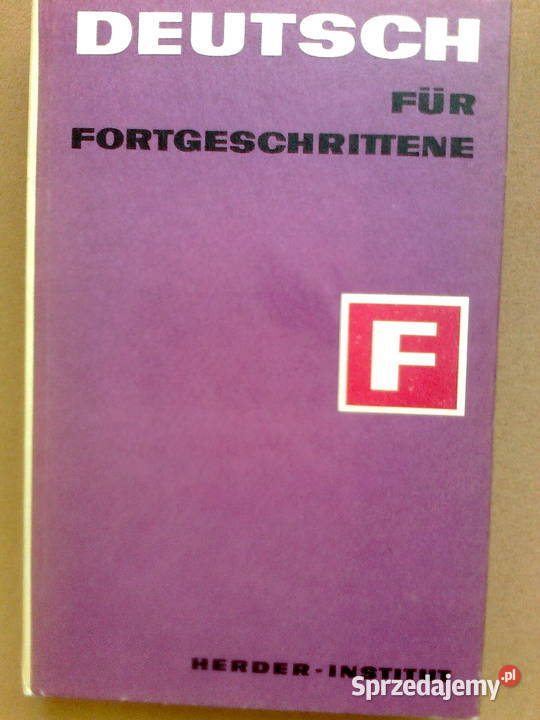 DEUTSCH
FÜR
FORTGESCHRITTENE
F
HERDER-INSTITUT
Sprzedajemy.pl